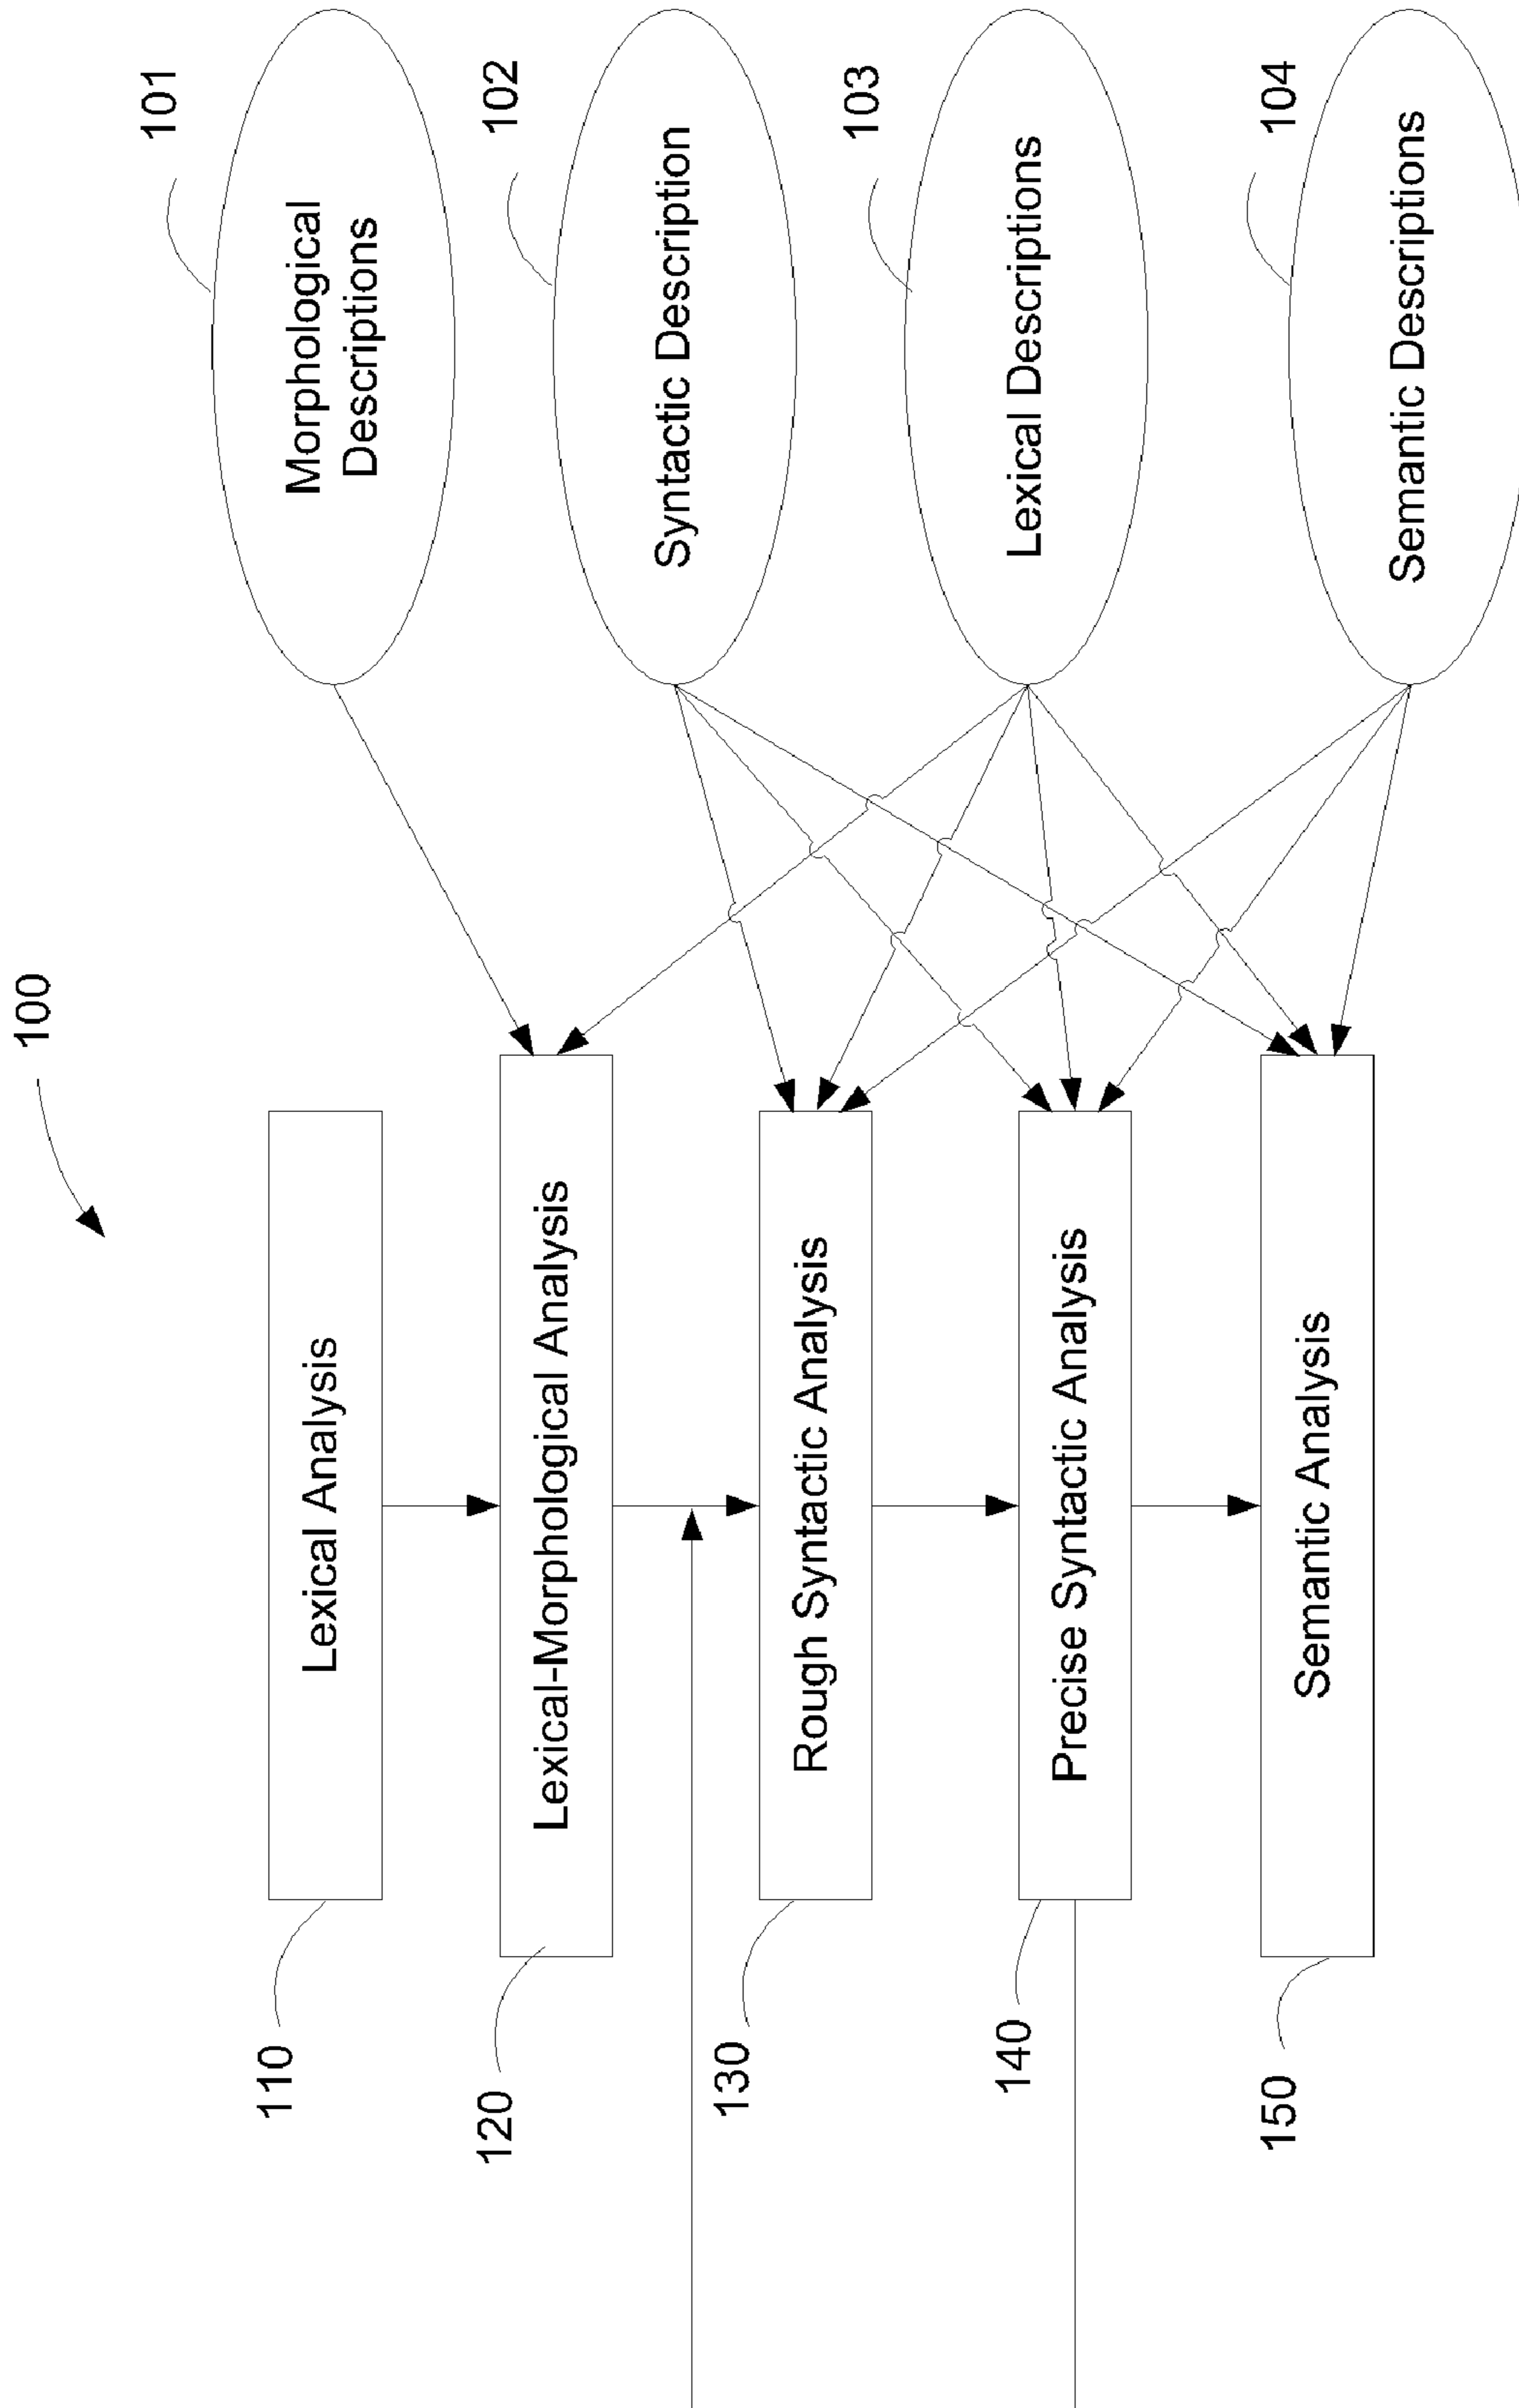 100
110
Lexical Analysis
101
Morphological
Descriptions
120
Lexical-Morphological Analysis
102
Syntactic Description
130
Rough Syntactic Analysis
103
Lexical Descriptions
140
Precise Syntactic Analysis
104
Semantic Descriptions
150
Semantic Analysis